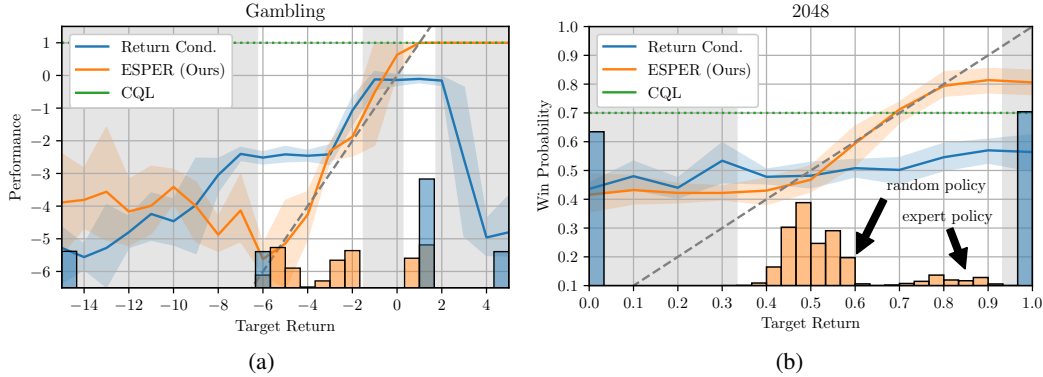 Gambling
Performance
1
0
−1
−2
−3
−4
−5
−6
Return Cond.
ESPER (Ours)
CQL
−14 −12 −10 −8 −6 −4 −2 0 2 4
Target Return
(a)
2048
Win Probability
1.0
0.9
0.8
0.7
0.6
0.5
0.4
0.3
0.2
0.1
Return Cond.
ESPER (Ours)
CQL
random policy
expert policy
0.0 0.1 0.2 0.3 0.4 0.5 0.6 0.7 0.8 0.9 1.0
Target Return
(b)